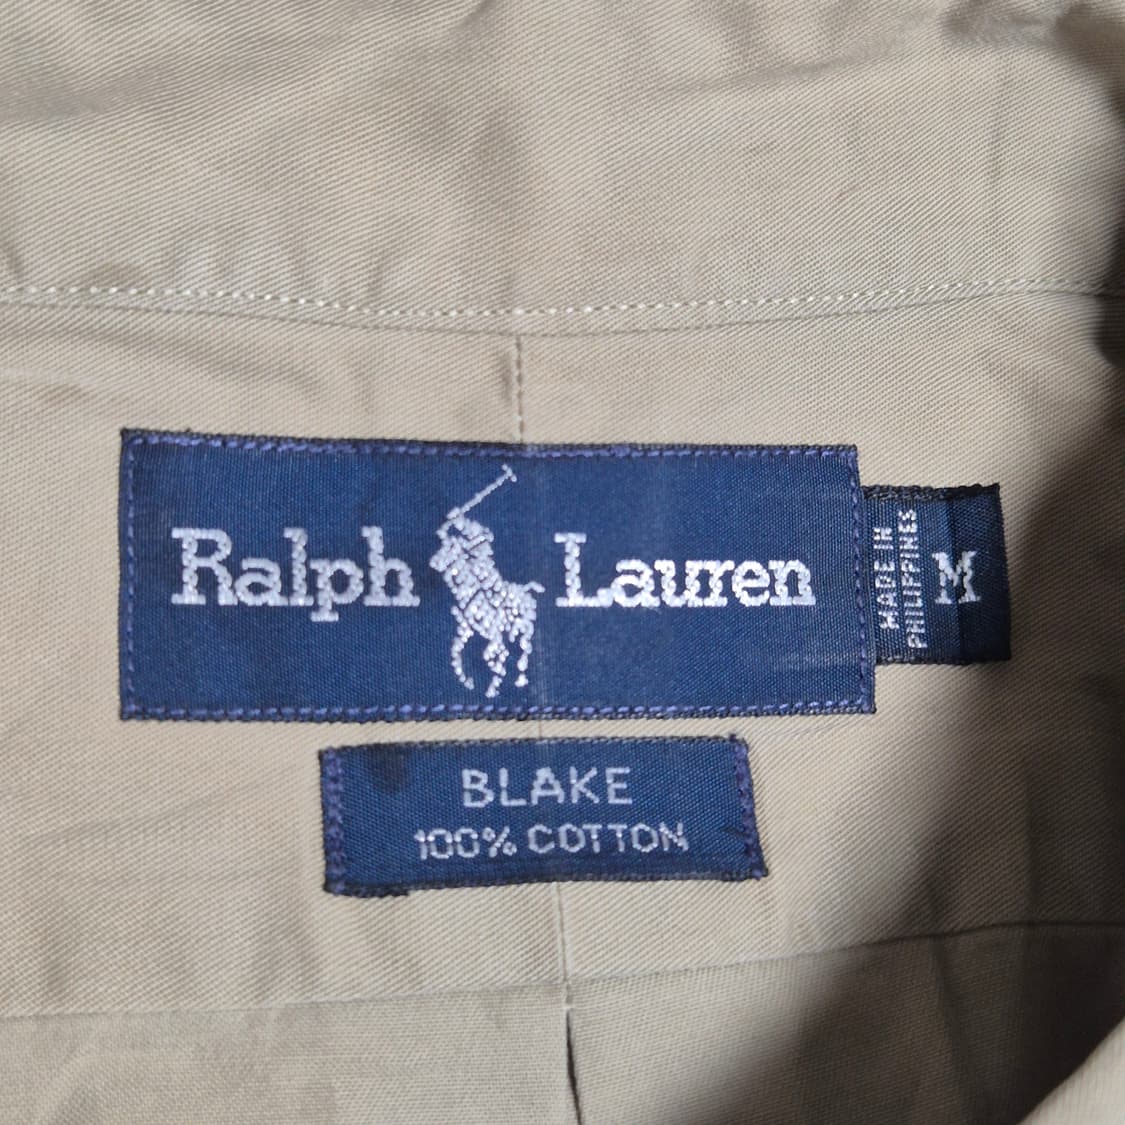 Ralph Lauren
MADE IN
PHILIPPINES
M
BLAKE
100% COTTON